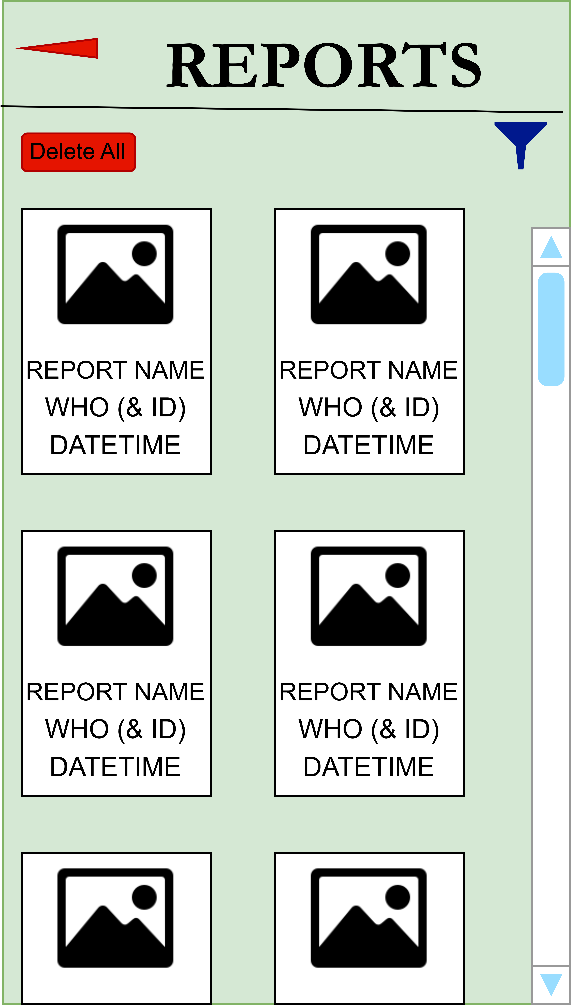 REPORTS
Delete All
REPORT NAME
WHO (& ID)
DATETIME
REPORT NAME
WHO (& ID)
DATETIME
REPORT NAME
WHO (& ID)
DATETIME
REPORT NAME
WHO (& ID)
DATETIME